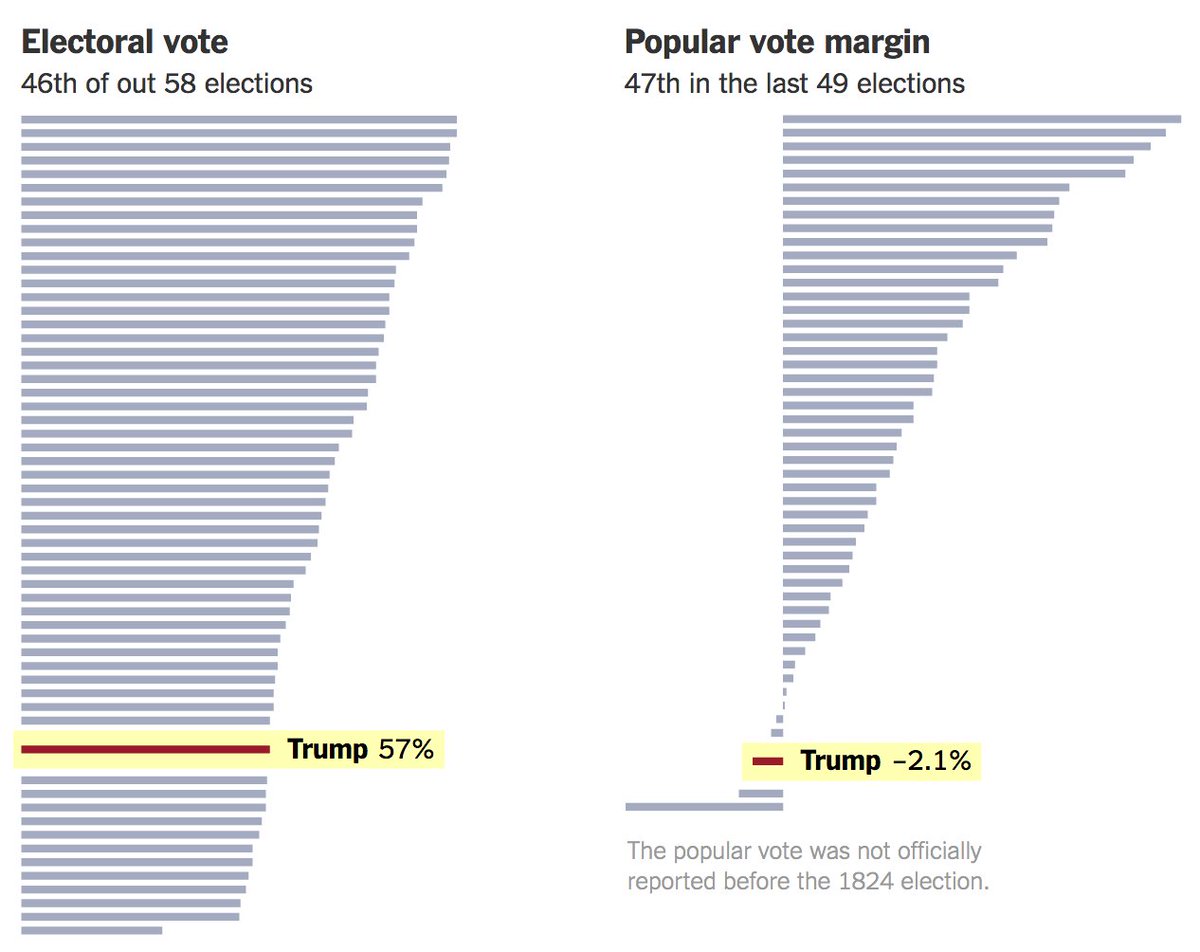 Electoral vote
46th of out 58 elections
Trump 57%
Popular vote margin
47th in the last 49 elections
Trump –2.1%
The popular vote was not officially
reported before the 1824 election.